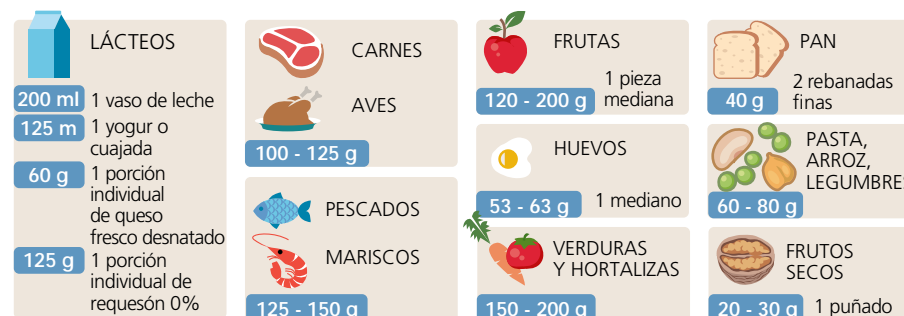 LÁCTEOS
200 ml 1 vaso de leche
125 m 1 yogur o
cuajada
60 g 1 porción
individual
de queso
fresco desnatado
125 g 1 porción
individual de
requesón 0%
CARNES
AVES
100 - 125 g
PESCADOS
MARISCOS
125 - 150 g
FRUTAS
1 pieza
mediana
120 - 200 g
HUEVOS
53 - 63 g 1 mediano
VERDURAS
Y HORTALIZAS
150 - 200 g
PAN
2 rebanadas
finas
40 g
PASTA,
ARROZ,
LEGUMBRES
60 - 80 g
FRUTOS
SECOS
20 - 30 g 1 puñado